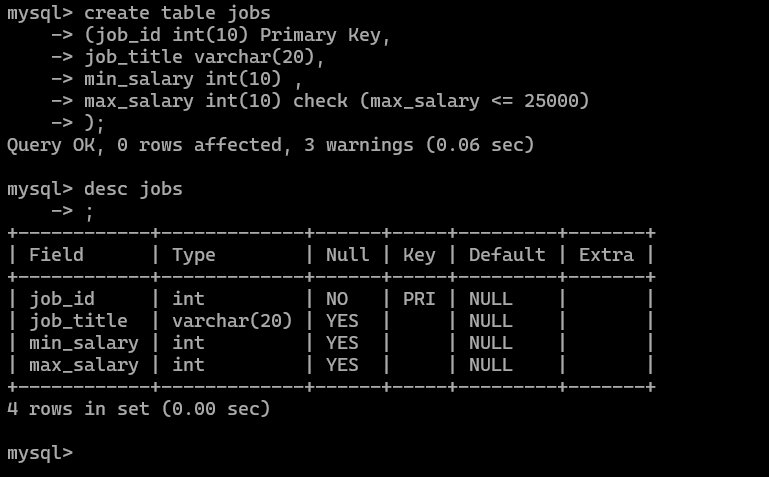 mysql> create table jobs
    -> (job_id int(10) Primary Key,
    -> job_title varchar(20),
    -> min_salary int(10) ,
    -> max_salary int(10) check (max_salary <= 25000)
    -> );
Query OK, 0 rows affected, 3 warnings (0.06 sec)

mysql> desc jobs
    -> ;
+------------+-------------+------+-----+---------+-------+
| Field      | Type        | Null | Key | Default | Extra |
+------------+-------------+------+-----+---------+-------+
| job_id     | int         | NO   | PRI | NULL    |       |
| job_title  | varchar(20) | YES  |     | NULL    |       |
| min_salary | int         | YES  |     | NULL    |       |
| max_salary | int         | YES  |     | NULL    |       |
+------------+-------------+------+-----+---------+-------+
4 rows in set (0.00 sec)

mysql>